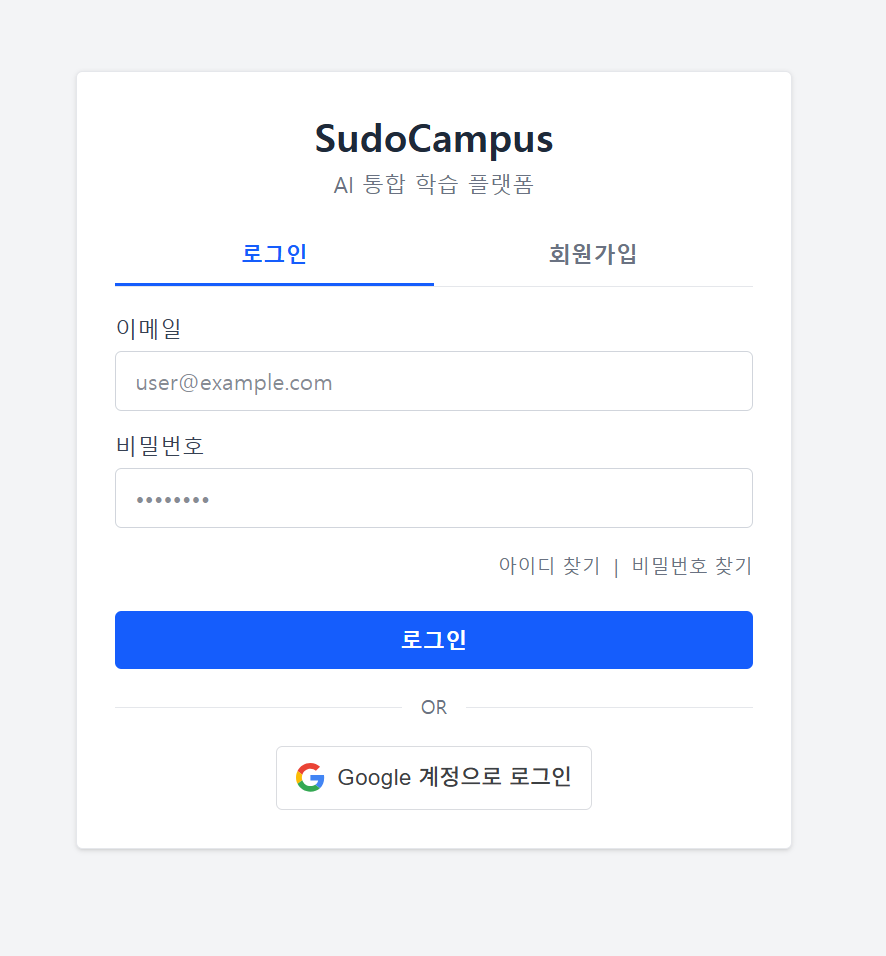 SudoCampus
AI 통합 학습 플랫폼
로그인 회원가입
이메일
user@example.com
비밀번호
••••••••
아이디 찾기 | 비밀번호 찾기
로그인
OR
Google 계정으로 로그인